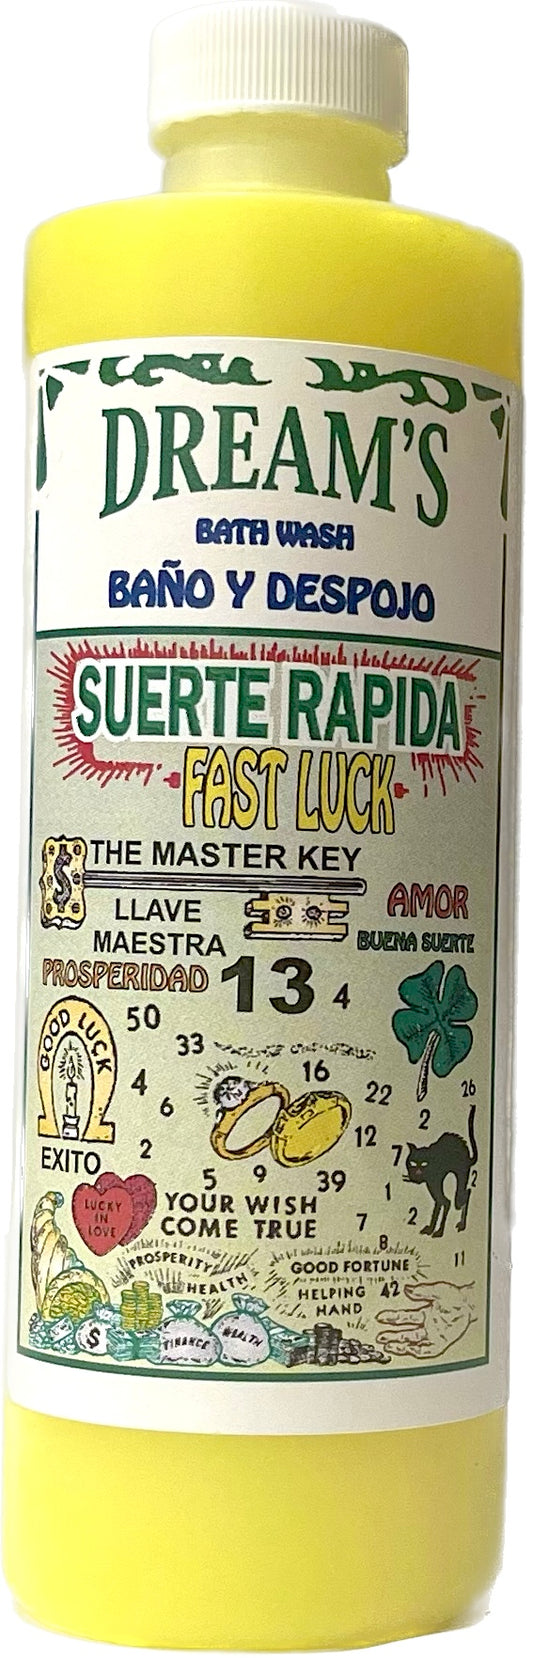 DREAM'S
BATH WASH
BAÑO Y DESPOJO
SUERTE RAPIDA
FAST LUCK
THE MASTER KEY
$
LLAVE
MAESTRA
AMOR
BUENA SUERTE
PROSPERIDAD
13
4
GOOD LUCK
50
33
16
4
6
22
26
2
12
2
7
2
EXITO
5
9
39
1
LUCKY
IN
LOVE
YOUR WISH
COME TRUE
7
2
8
PROSPERITY
HEALTH
GOOD FORTUNE
11
HELPING
HAND
42
$
FINANCE
WEALTH